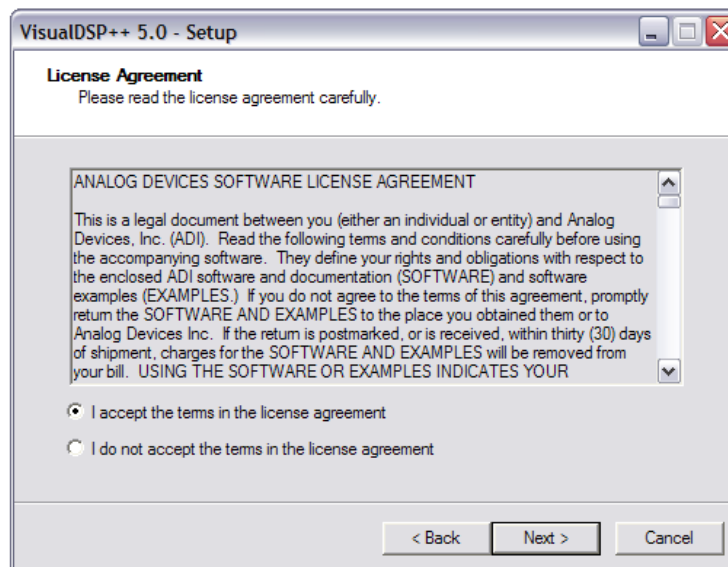 VisualDSP++ 5.0 - Setup
License Agreement
Please read the license agreement carefully.
ANALOG DEVICES SOFTWARE LICENSE AGREEMENT
This is a legal document between you (either an individual or entity) and Analog
Devices, Inc. (ADI).  Read the following terms and conditions carefully before using
the accompanying software.  They define your rights and obligations with respect to
the enclosed ADI software and documentation (SOFTWARE) and software
examples (EXAMPLES.)  If you do not agree to the terms of this agreement, promptly
return the SOFTWARE AND EXAMPLES to the place you obtained them or to
Analog Devices Inc.  If the return is postmarked, or is received, within thirty (30) days
of shipment, charges for the SOFTWARE AND EXAMPLES will be removed from
your bill.  USING THE SOFTWARE OR EXAMPLES INDICATES YOUR
I accept the terms in the license agreement
I do not accept the terms in the license agreement
< Back
Next >
Cancel